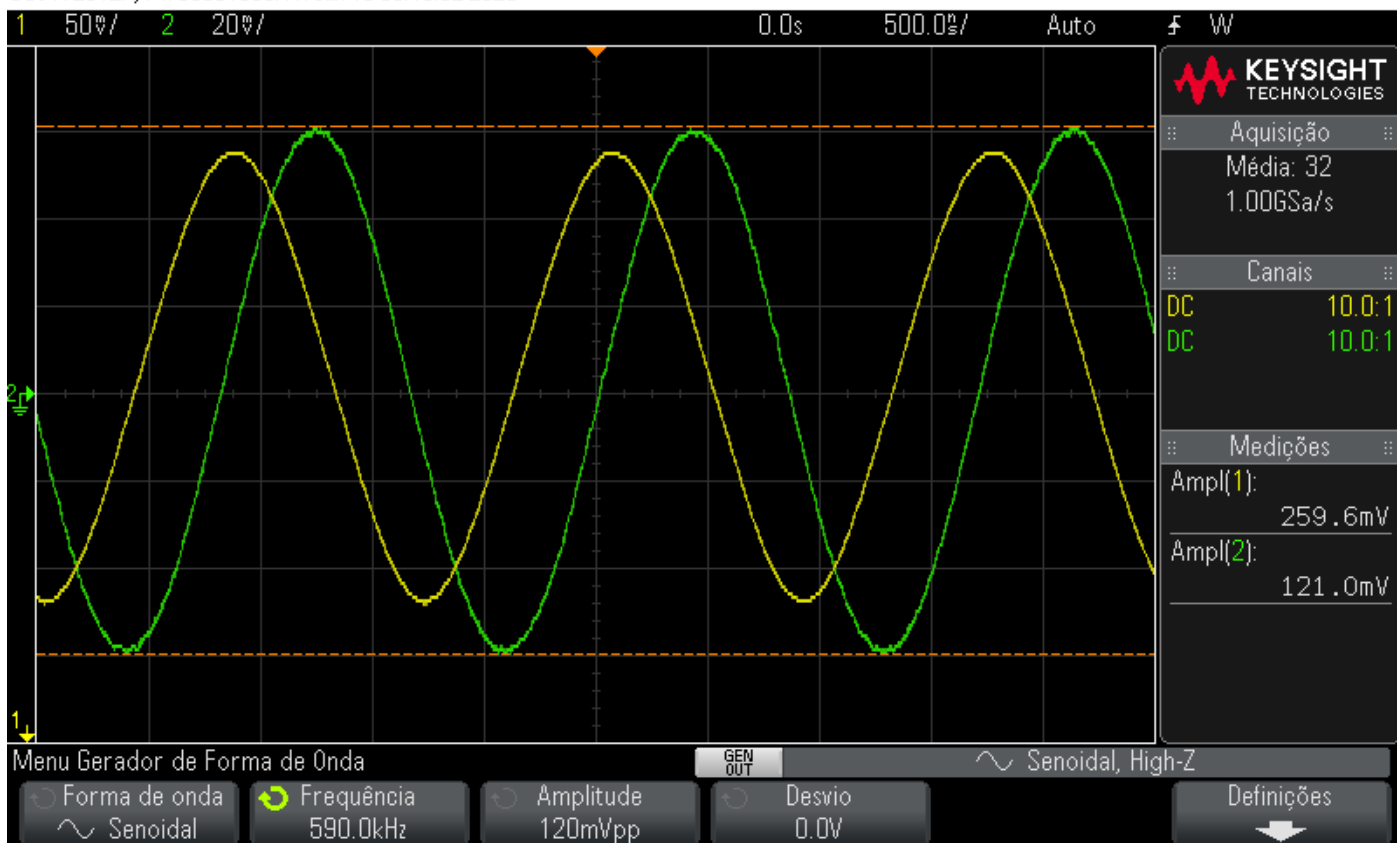 1 50㎷/ 2 20㎷/ 0.0s 500.0㎱/ Auto W
KEYSIGHT
TECHNOLOGIES
Aquisição
Média: 32
1.00GSa/s
Canais
DC 10.0:1
DC 10.0:1
2
Medições
Ampl(1):
259.6mV
Ampl(2):
121.0mV
1
Menu Gerador de Forma de Onda GEN OUT Senoidal, High-Z
Forma de onda Frequência Amplitude Desvio Definições
Senoidal 590.0kHz 120mVpp 0.0V